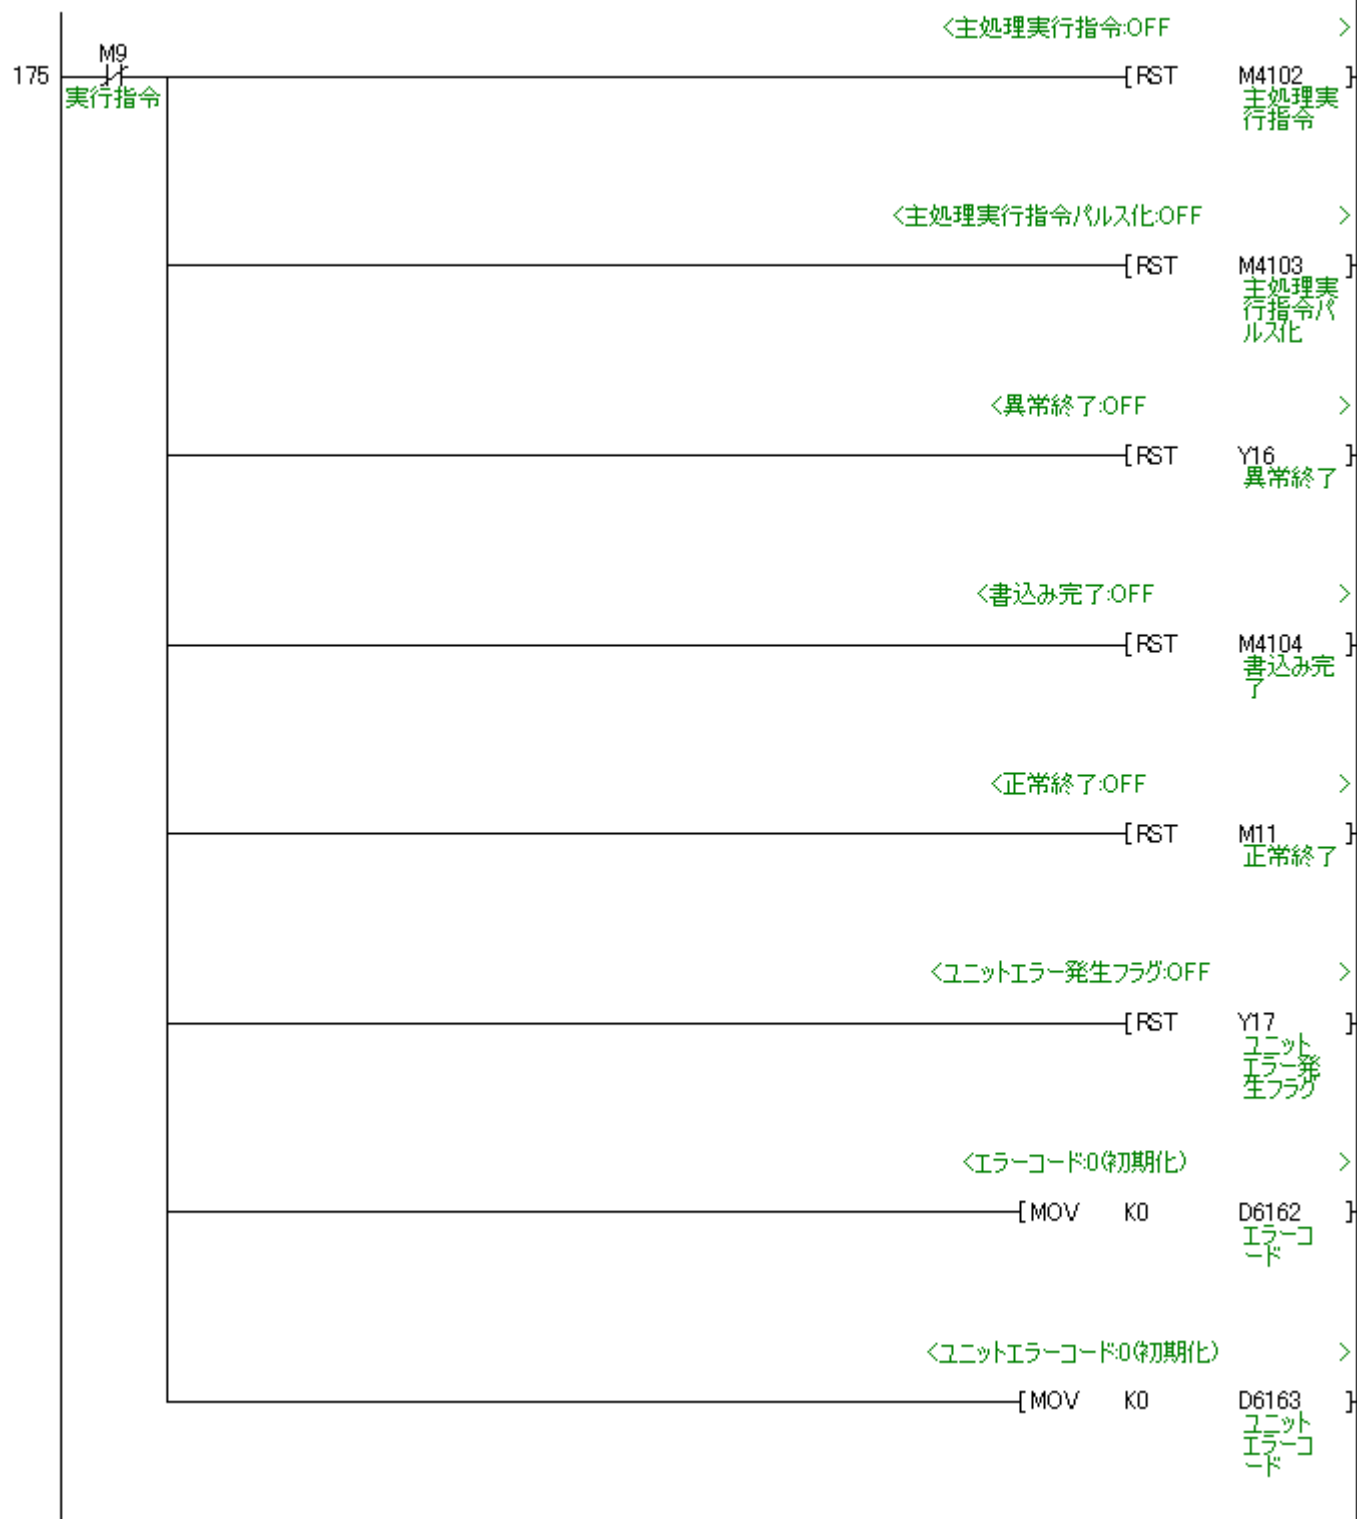 <主処理実行指令:OFF >
M9
175 [RST M4102 ]
実行指令
主処理実
行指令
<主処理実行指令パルス化:OFF >
[RST M4103 ]
主処理実
行指令パ
ルス化
<異常終了:OFF >
[RST Y16 ]
異常終了
<書込み完了:OFF >
[RST M4104 ]
書込み完
了
<正常終了:OFF >
[RST M11 ]
正常終了
<ユニットエラー発生フラグ:OFF >
[RST Y17 ]
ユニット
エラー発
生フラグ
<エラーコード:0(初期化) >
[MOV K0 D6162 ]
エラーコ
ード
<ユニットエラーコード:0(初期化) >
[MOV K0 D6163 ]
ユニット
エラーコ
ード